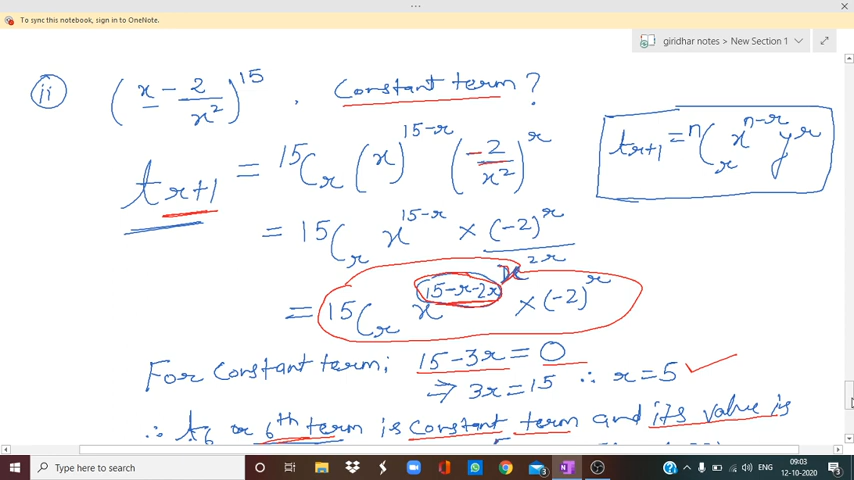 To sync this notebook, sign in to OneNote.
giridhar notes > New Section 1
ii (x - 2/x²)^15 . Constant term?
t_{r+1} = 15C_r (x)^{15-r} (-2/x²)^r
t_{r+1} = nC_r x^{n-r} y^r
= 15C_r x^{15-r} × (-2)^r / x^{2r}
= 15C_r x^{15-r-2r} × (-2)^r
For Constant term; 15-3r = 0
⇒ 3r = 15 ∴ r = 5 ✓
∴ t6 or 6th term is constant term and its value is
Type here to search
ENG
09:03
12-10-2020